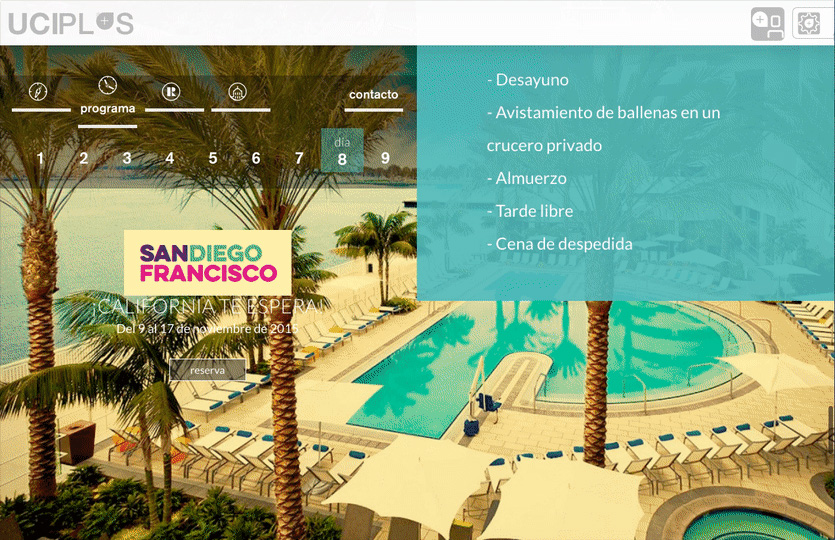 UCIPLUS
programa
contacto
día
1 2 3 4 5 6 7 8 9
SANDIEGO
FRANCISCO
¡CALIFORNIA TE ESPERA!
Del 9 al 17 de noviembre de 2015
reserva
- Desayuno
- Avistamiento de ballenas en un
crucero privado
- Almuerzo
- Tarde libre
- Cena de despedida